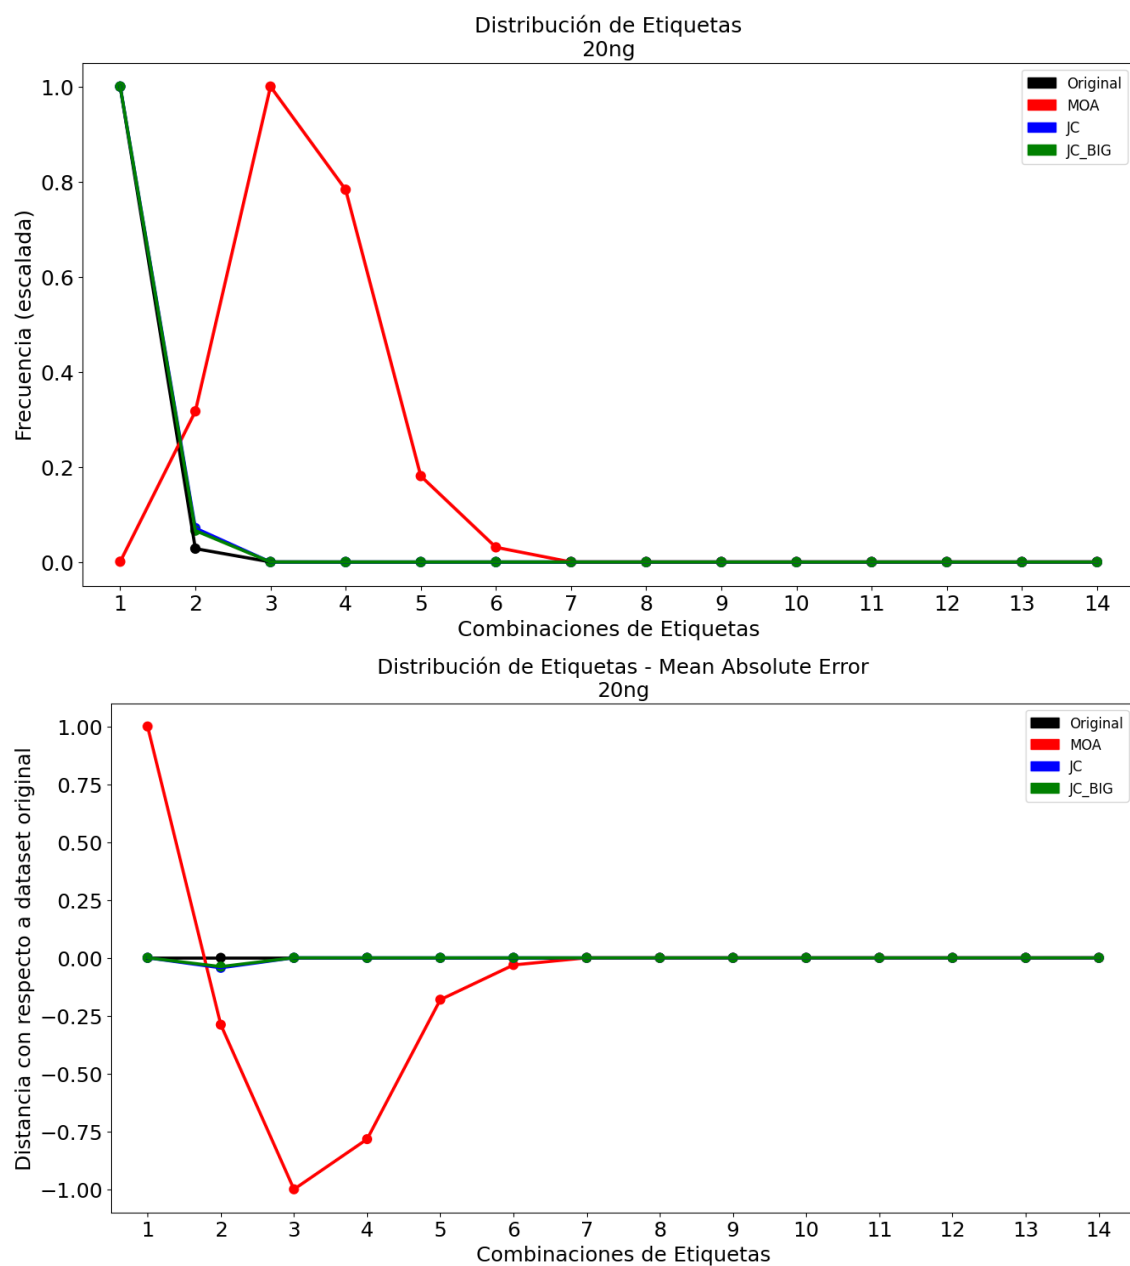 Distribución de Etiquetas
20ng
Original
MOA
JC
JC_BIG
Frecuencia (escalada)
1.0
0.8
0.6
0.4
0.2
0.0
1 2 3 4 5 6 7 8 9 10 11 12 13 14
Combinaciones de Etiquetas
Distribución de Etiquetas - Mean Absolute Error
20ng
Original
MOA
JC
JC_BIG
Distancia con respecto a dataset original
1.00
0.75
0.50
0.25
0.00
−0.25
−0.50
−0.75
−1.00
1 2 3 4 5 6 7 8 9 10 11 12 13 14
Combinaciones de Etiquetas